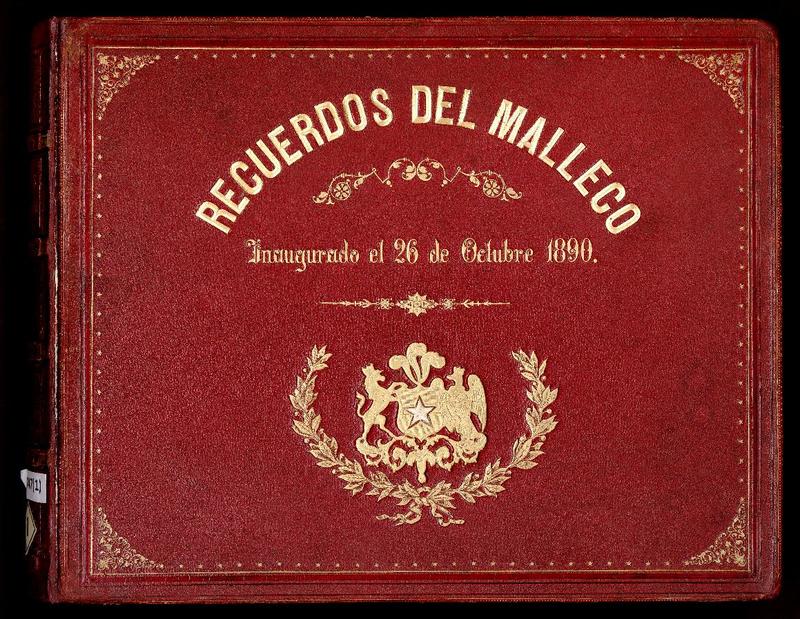 RECUERDOS DEL MALLECO
Inaugurado el 26 de Octubre 1890.